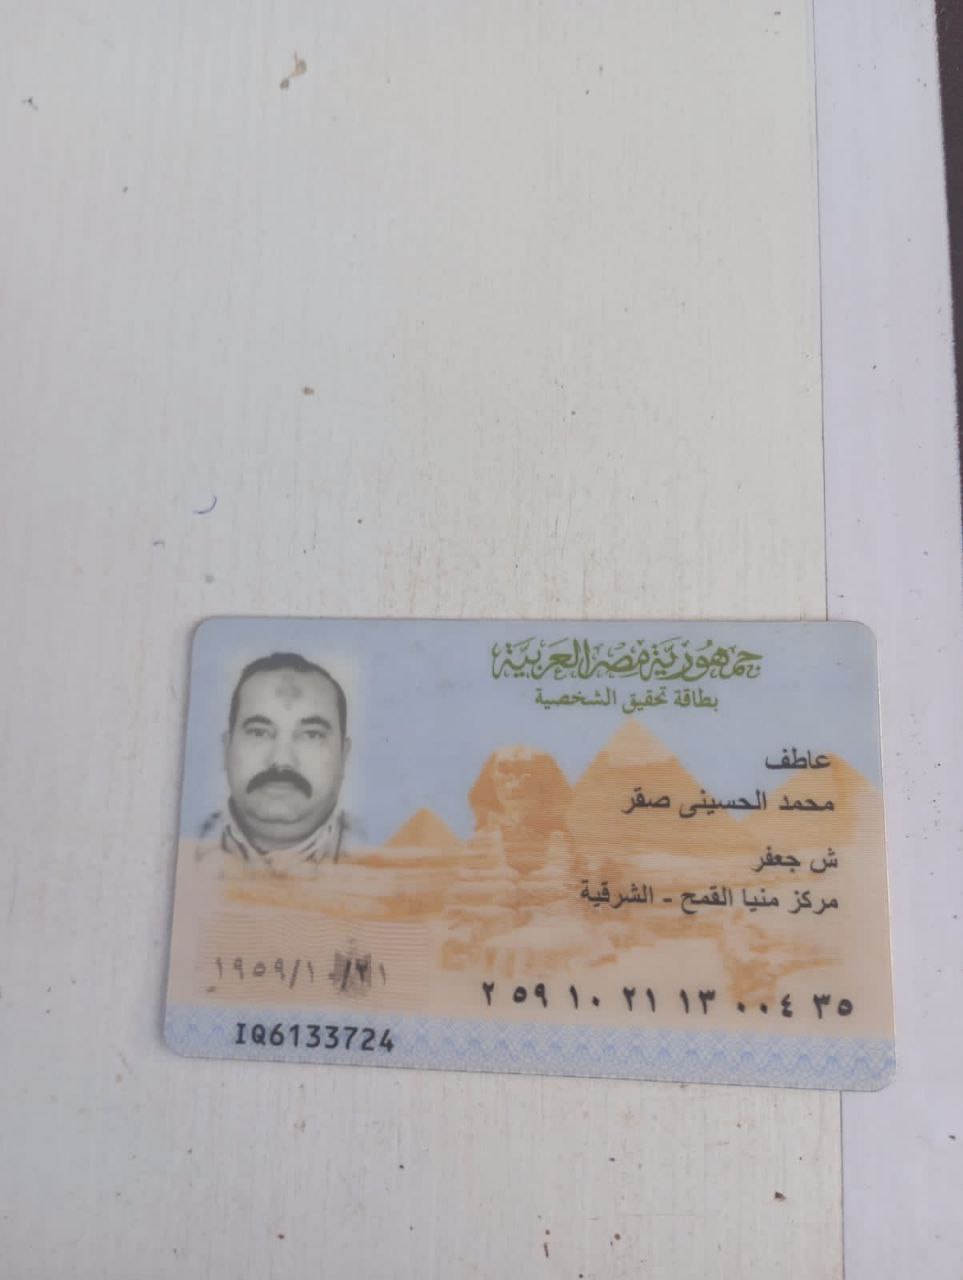 جمهورية مصر العربية
بطاقة تحقيق الشخصية
عاطف
محمد الحسينى صقر
ش جعفر
مركز منيا القمح - الشرقية
١٩٥٩/١٠/٢١
٢ ٥٩ ١٠ ٢١ ١٣ ٠٠٤ ٣٥
IQ6133724